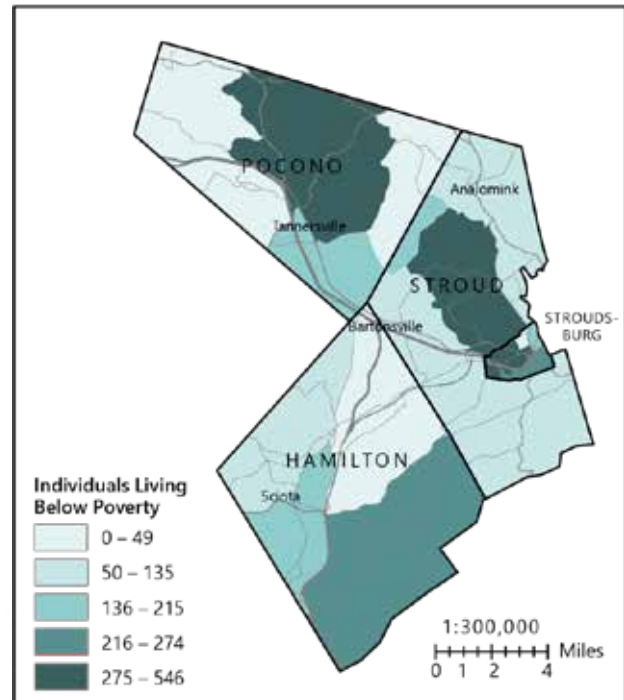 POCONO
Analomink
Tannersville
STROUD
STROUDS-
BURG
Bartonsville
HAMILTON
Sciota
Individuals Living
Below Poverty
0 – 49
50 – 135
136 – 215
216 – 274
275 – 546
1:300,000
Miles
0 1 2 4